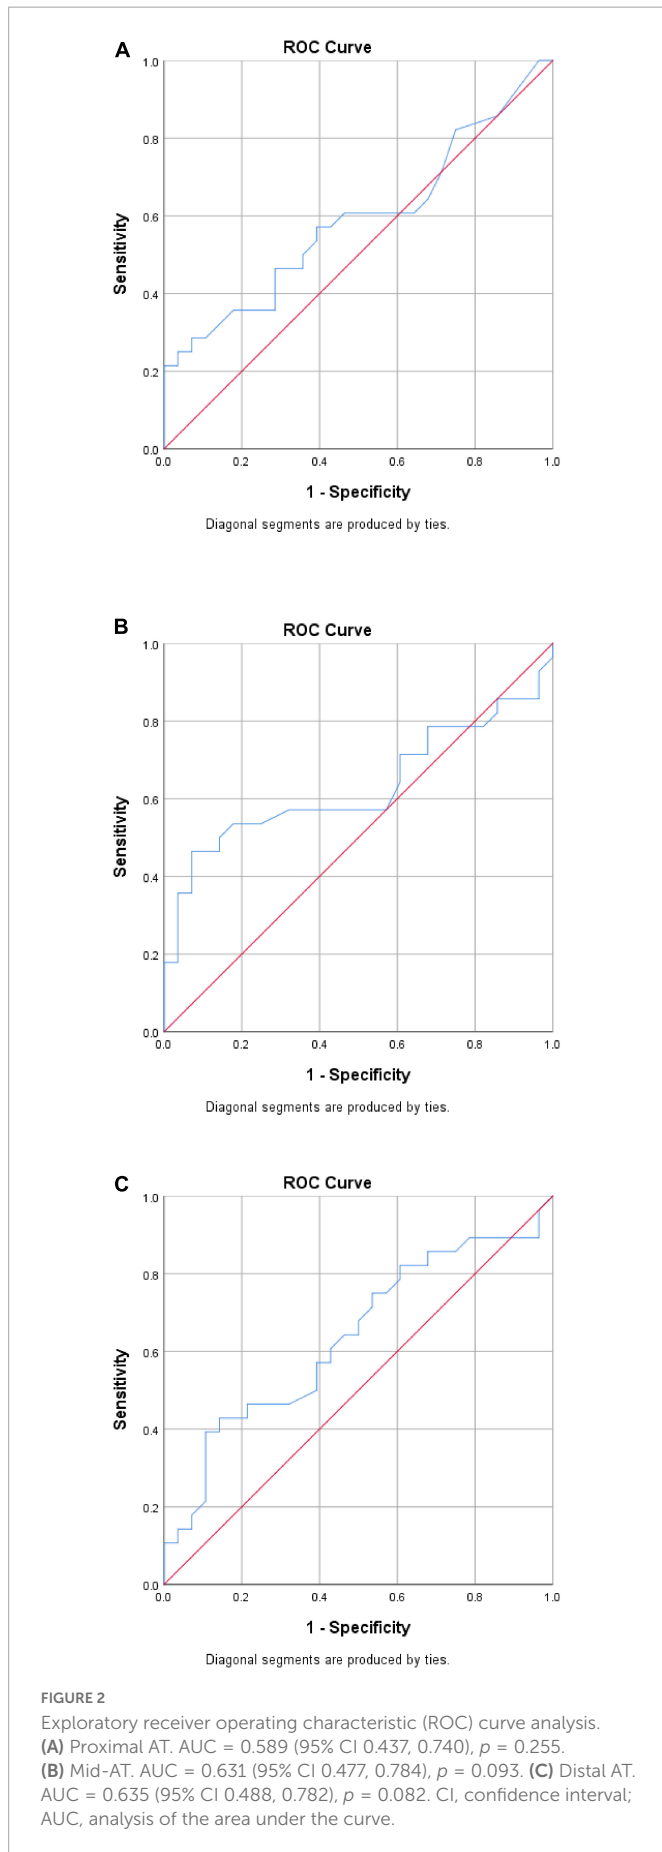 A
ROC Curve
1.0
0.8
0.6
0.4
0.2
0.0
Sensitivity
0.0 0.2 0.4 0.6 0.8 1.0
1 - Specificity
Diagonal segments are produced by ties.
B
ROC Curve
1.0
0.8
0.6
0.4
0.2
0.0
Sensitivity
0.0 0.2 0.4 0.6 0.8 1.0
1 - Specificity
Diagonal segments are produced by ties.
C
ROC Curve
1.0
0.8
0.6
0.4
0.2
0.0
Sensitivity
0.0 0.2 0.4 0.6 0.8 1.0
1 - Specificity
Diagonal segments are produced by ties.
FIGURE 2
Exploratory receiver operating characteristic (ROC) curve analysis.
(A) Proximal AT. AUC = 0.589 (95% CI 0.437, 0.740), p = 0.255.
(B) Mid-AT. AUC = 0.631 (95% CI 0.477, 0.784), p = 0.093. (C) Distal AT.
AUC = 0.635 (95% CI 0.488, 0.782), p = 0.082. CI, confidence interval;
AUC, analysis of the area under the curve.